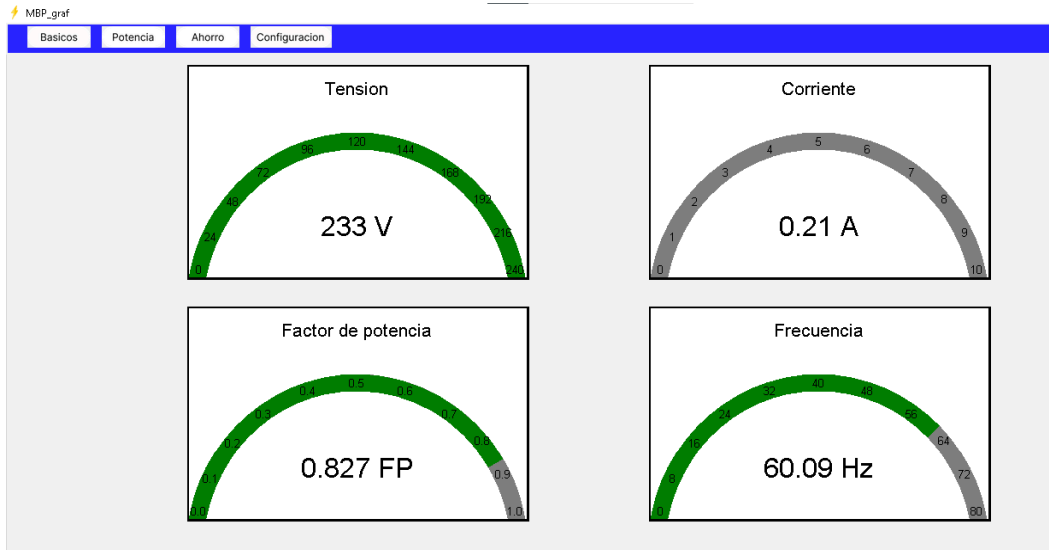 MBP_graf
Basicos Potencia Ahorro Configuracion
Tension
0 24 48 72 96 120 144 168 192 216 240
233 V
Corriente
0 1 2 3 4 5 6 7 8 9 10
0.21 A
Factor de potencia
0.0 0.1 0.2 0.3 0.4 0.5 0.6 0.7 0.8 0.9 1.0
0.827 FP
Frecuencia
0 8 16 24 32 40 48 56 64 72 80
60.09 Hz